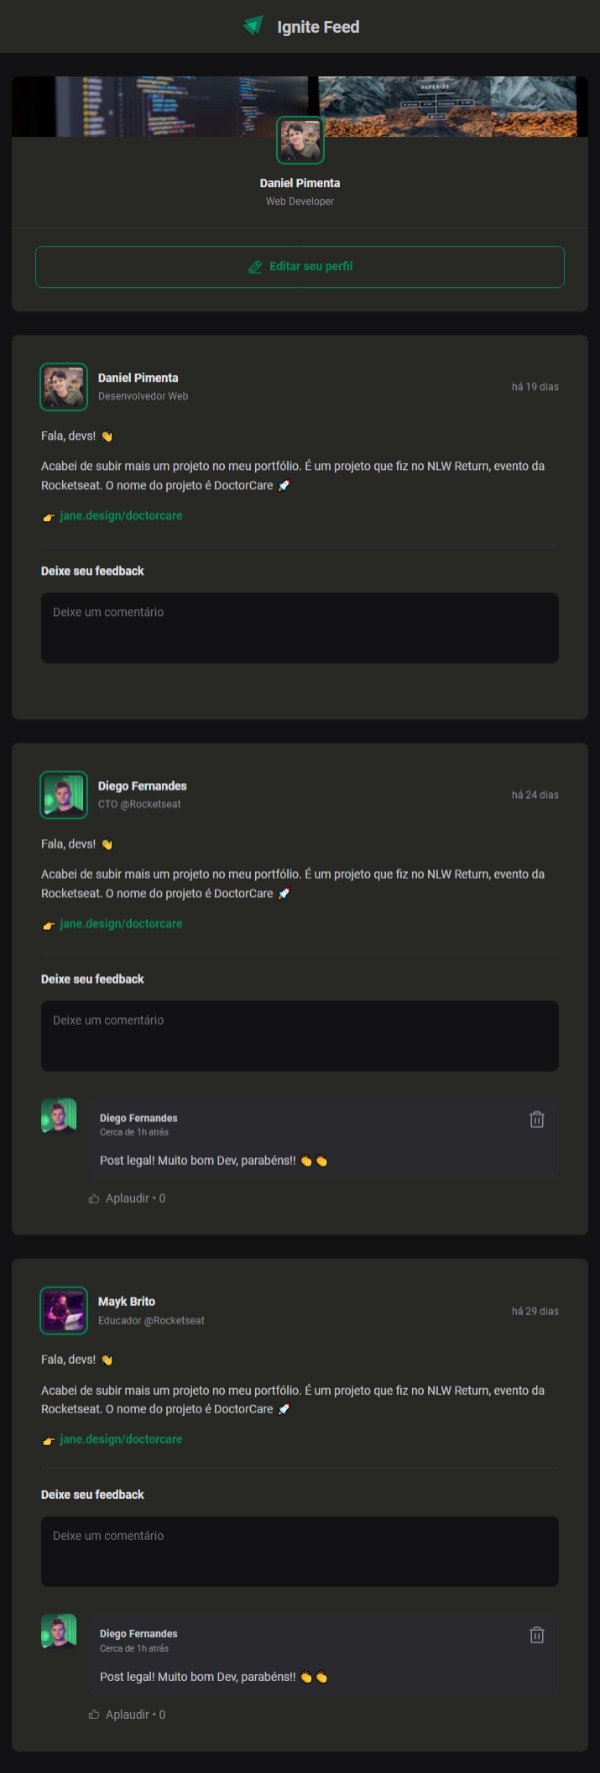 Ignite Feed
PAPERISE
Daniel Pimenta
Web Developer
Editar seu perfil
Daniel Pimenta
Desenvolvedor Web
há 19 dias
Fala, devs! 👋
Acabei de subir mais um projeto no meu portfólio. É um projeto que fiz no NLW Return, evento da
Rocketseat. O nome do projeto é DoctorCare 🚀
👉 jane.design/doctorcare
Deixe seu feedback
Deixe um comentário
Diego Fernandes
CTO @Rocketseat
há 24 dias
Fala, devs! 👋
Acabei de subir mais um projeto no meu portfólio. É um projeto que fiz no NLW Return, evento da
Rocketseat. O nome do projeto é DoctorCare 🚀
👉 jane.design/doctorcare
Deixe seu feedback
Deixe um comentário
Diego Fernandes
Cerca de 1h atrás
Post legal! Muito bom Dev, parabéns!! 👏👏
Aplaudir • 0
Mayk Brito
Educador @Rocketseat
há 29 dias
Fala, devs! 👋
Acabei de subir mais um projeto no meu portfólio. É um projeto que fiz no NLW Return, evento da
Rocketseat. O nome do projeto é DoctorCare 🚀
👉 jane.design/doctorcare
Deixe seu feedback
Deixe um comentário
Diego Fernandes
Cerca de 1h atrás
Post legal! Muito bom Dev, parabéns!! 👏👏
Aplaudir • 0